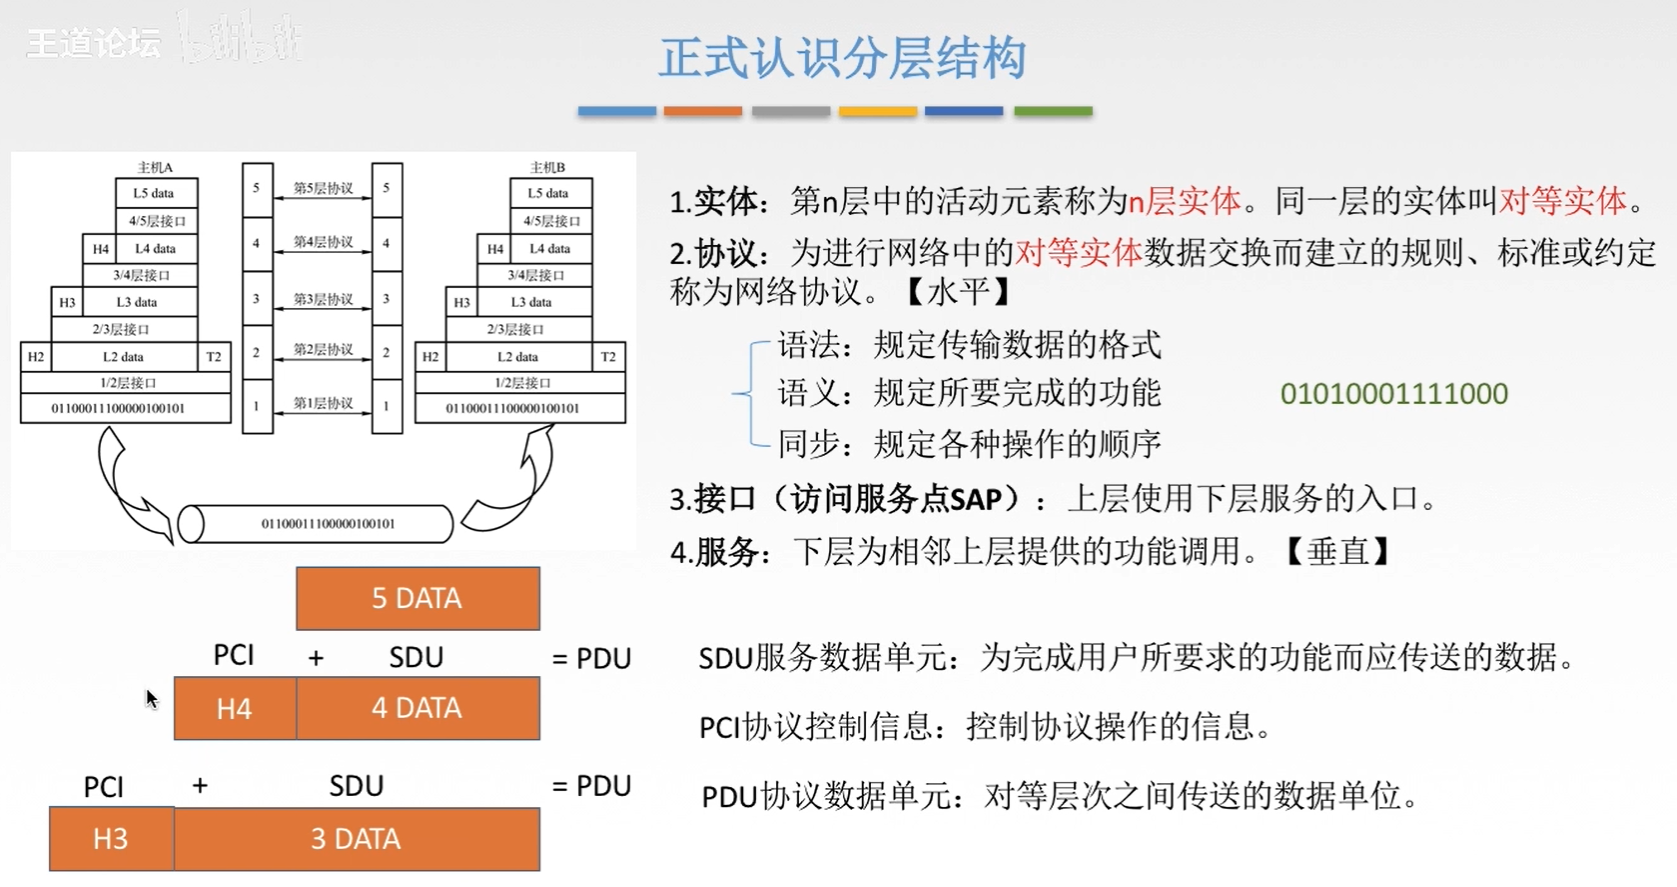 王道论坛 bilibili
正式认识分层结构
主机A
L5 data
4/5层接口
H4 L4 data
3/4层接口
H3 L3 data
2/3层接口
H2 L2 data T2
1/2层接口
01100011100000100101
5 第5层协议 5
4 第4层协议 4
3 第3层协议 3
2 第2层协议 2
1 第1层协议 1
主机B
L5 data
4/5层接口
H4 L4 data
3/4层接口
H3 L3 data
2/3层接口
H2 L2 data T2
1/2层接口
01100011100000100101
01100011100000100101
1.实体：第n层中的活动元素称为n层实体。同一层的实体叫对等实体。
2.协议：为进行网络中的对等实体数据交换而建立的规则、标准或约定
称为网络协议。【水平】
语法：规定传输数据的格式
语义：规定所要完成的功能
01010001111000
同步：规定各种操作的顺序
3.接口（访问服务点SAP）：上层使用下层服务的入口。
4.服务：下层为相邻上层提供的功能调用。【垂直】
5 DATA
PCI + SDU = PDU
H4 4 DATA
PCI + SDU = PDU
H3 3 DATA
SDU服务数据单元：为完成用户所要求的功能而应传送的数据。
PCI协议控制信息：控制协议操作的信息。
PDU协议数据单元：对等层次之间传送的数据单位。